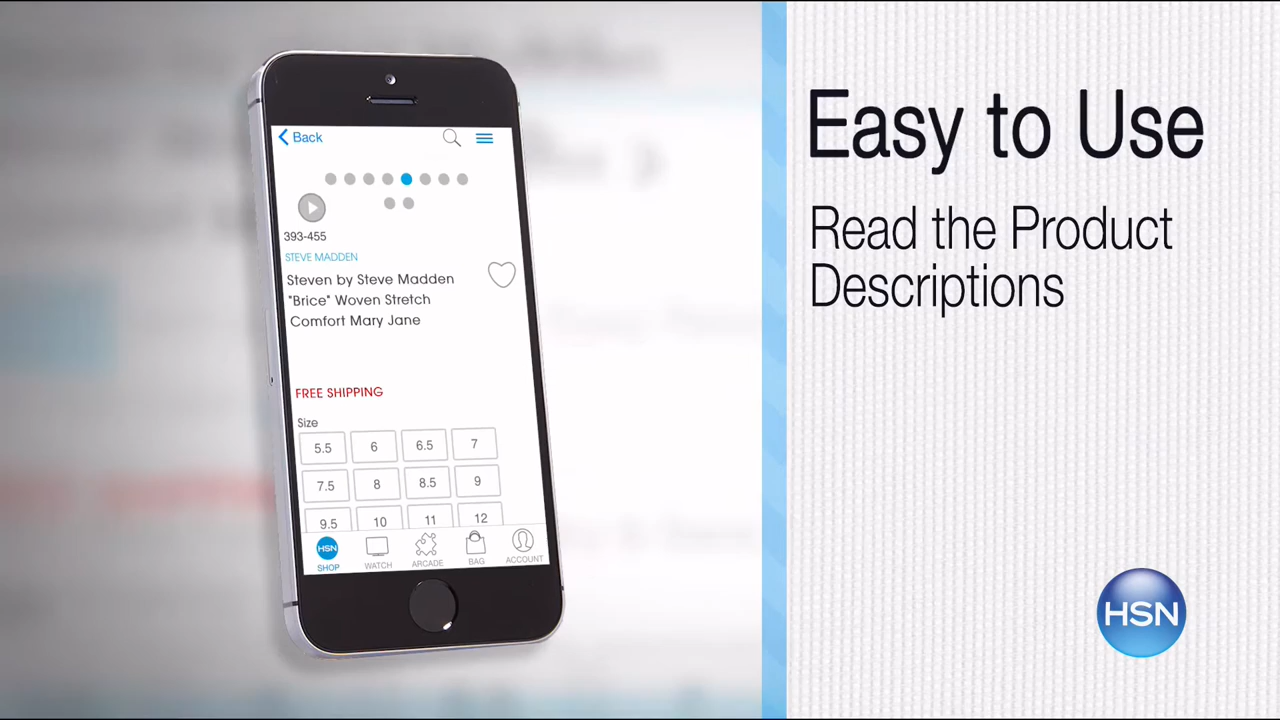 Back
393-455
STEVE MADDEN
Steven by Steve Madden
"Brice" Woven Stretch
Comfort Mary Jane
FREE SHIPPING
Size
5.5 6 6.5 7
7.5 8 8.5 9
9.5 10 11 12
HSN
SHOP WATCH ARCADE BAG ACCOUNT
Easy to Use
Read the Product
Descriptions
HSN